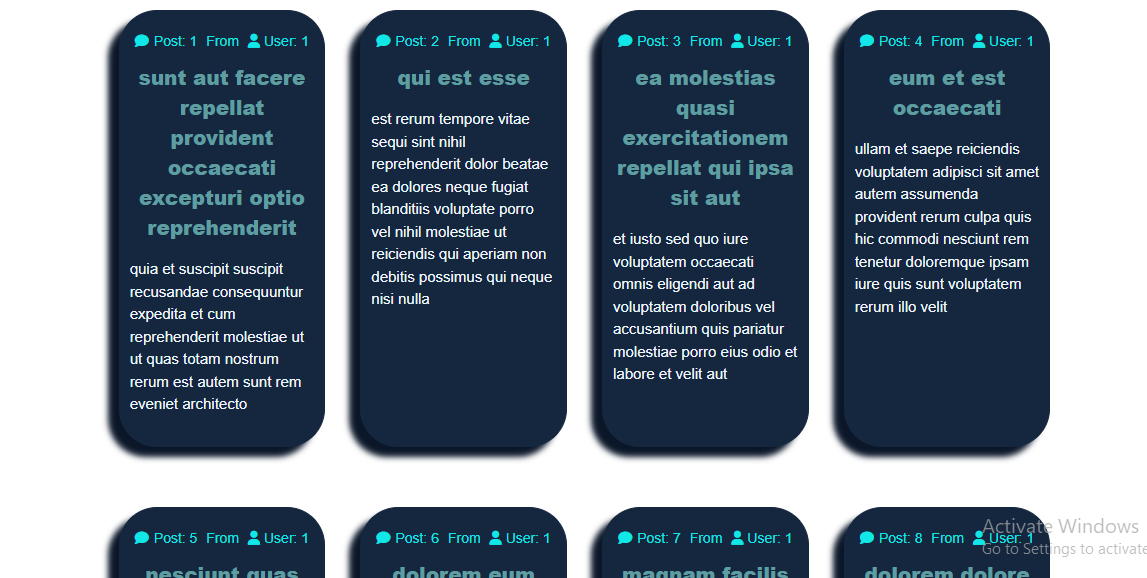 Post: 1 From User: 1
sunt aut facere
repellat
provident
occaecati
excepturi optio
reprehenderit
quia et suscipit suscipit
recusandae consequuntur
expedita et cum
reprehenderit molestiae ut
ut quas totam nostrum
rerum est autem sunt rem
eveniet architecto
Post: 2 From User: 1
qui est esse
est rerum tempore vitae
sequi sint nihil
reprehenderit dolor beatae
ea dolores neque fugiat
blanditiis voluptate porro
vel nihil molestiae ut
reiciendis qui aperiam non
debitis possimus qui neque
nisi nulla
Post: 3 From User: 1
ea molestias
quasi
exercitationem
repellat qui ipsa
sit aut
et iusto sed quo iure
voluptatem occaecati
omnis eligendi aut ad
voluptatem doloribus vel
accusantium quis pariatur
molestiae porro eius odio et
labore et velit aut
Post: 4 From User: 1
eum et est
occaecati
ullam et saepe reiciendis
voluptatem adipisci sit amet
autem assumenda
provident rerum culpa quis
hic commodi nesciunt rem
tenetur doloremque ipsam
iure quis sunt voluptatem
rerum illo velit
Post: 5 From User: 1
nesciunt quas
Post: 6 From User: 1
dolorem eum
Post: 7 From User: 1
magnam facilis
Post: 8 From User: 1
dolorem dolore
Activate Windows
Go to Settings to activate